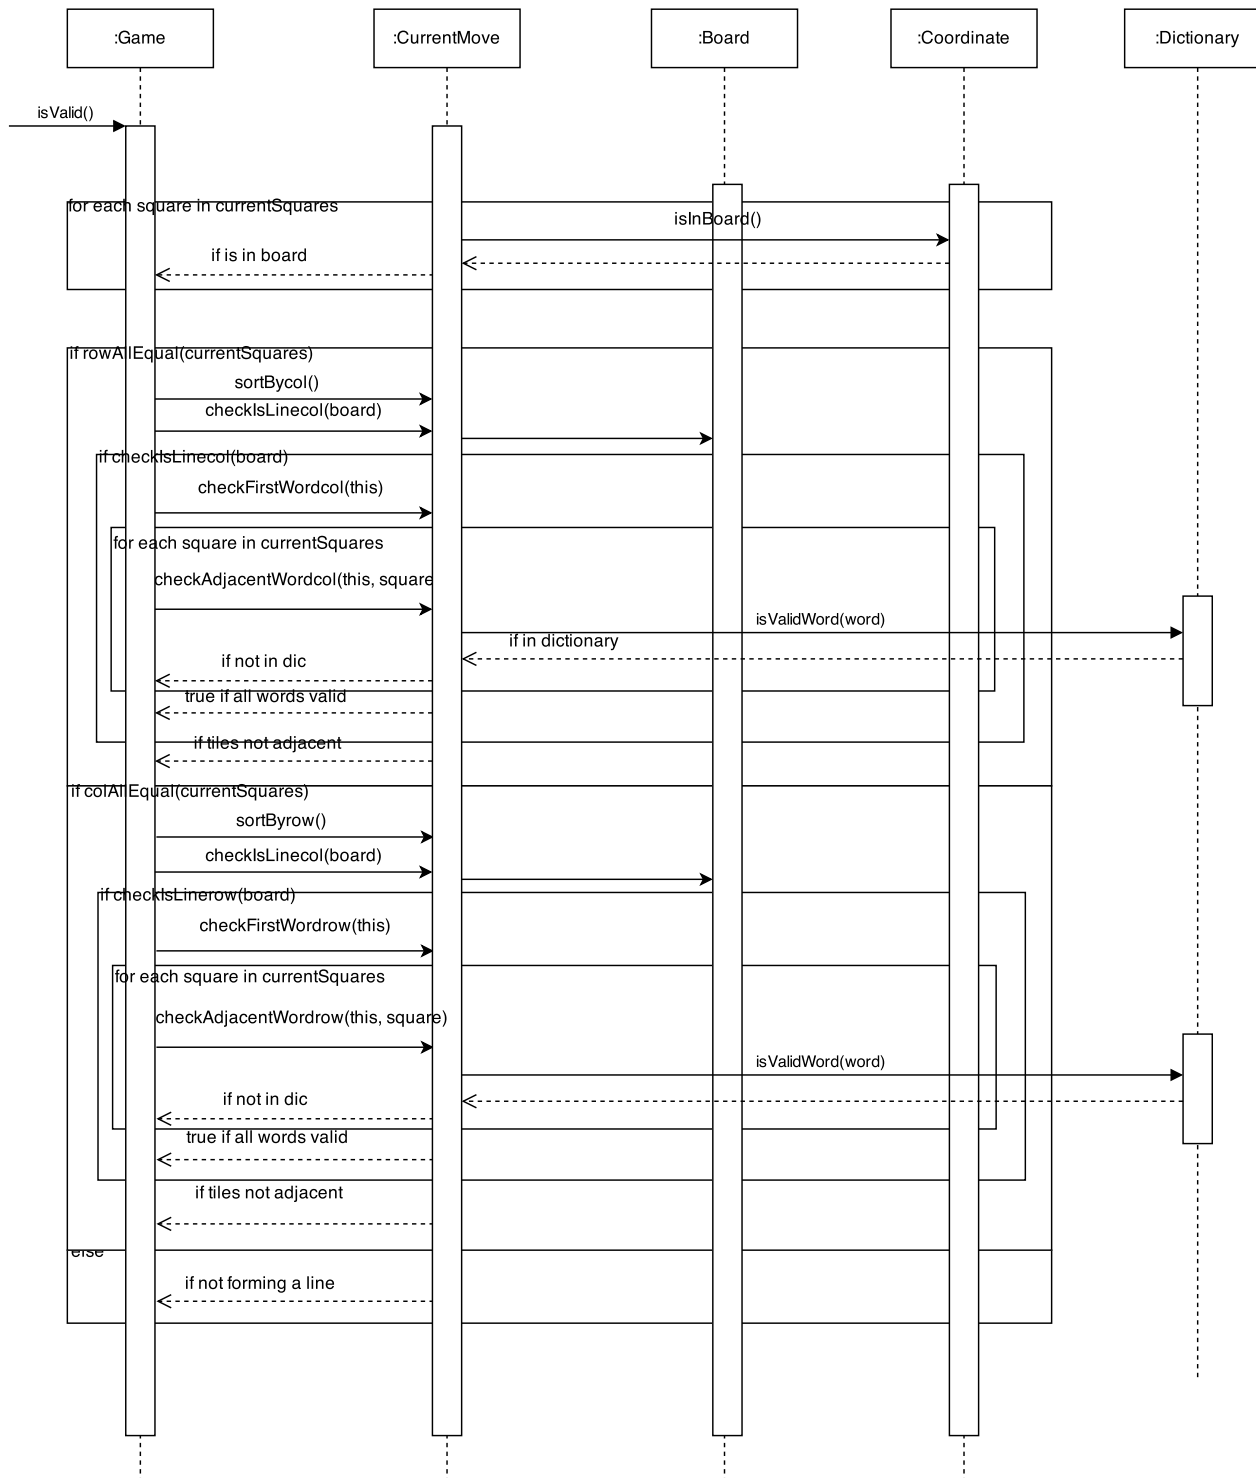 :Game
:CurrentMove
:Board
:Coordinate
:Dictionary
isValid()
for each square in currentSquares
isInBoard()
if is in board
if rowAllEqual(currentSquares)
sortBycol()
checkIsLinecol(board)
if checkIsLinecol(board)
checkFirstWordcol(this)
for each square in currentSquares
checkAdjacentWordcol(this, square
isValidWord(word)
if in dictionary
if not in dic
true if all words valid
if tiles not adjacent
if colAllEqual(currentSquares)
sortByrow()
checkIsLinecol(board)
if checkIsLinerow(board)
checkFirstWordrow(this)
for each square in currentSquares
checkAdjacentWordrow(this, square)
isValidWord(word)
if not in dic
true if all words valid
if tiles not adjacent
else
if not forming a line